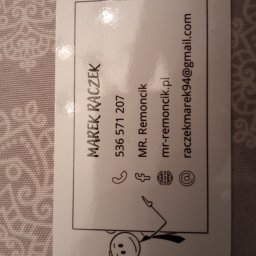 MAREK RACZEK
536 571 207
MR. Remoncik
mr-remoncik.pl
raczekmarek94@gmail.com